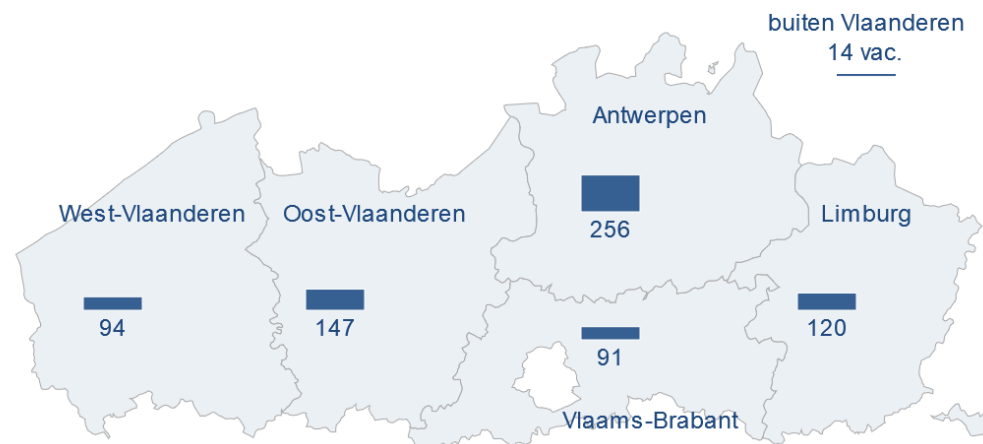 buiten Vlaanderen
14 vac.
Antwerpen
256
West-Vlaanderen
94
Oost-Vlaanderen
147
Limburg
120
91
Vlaams-Brabant